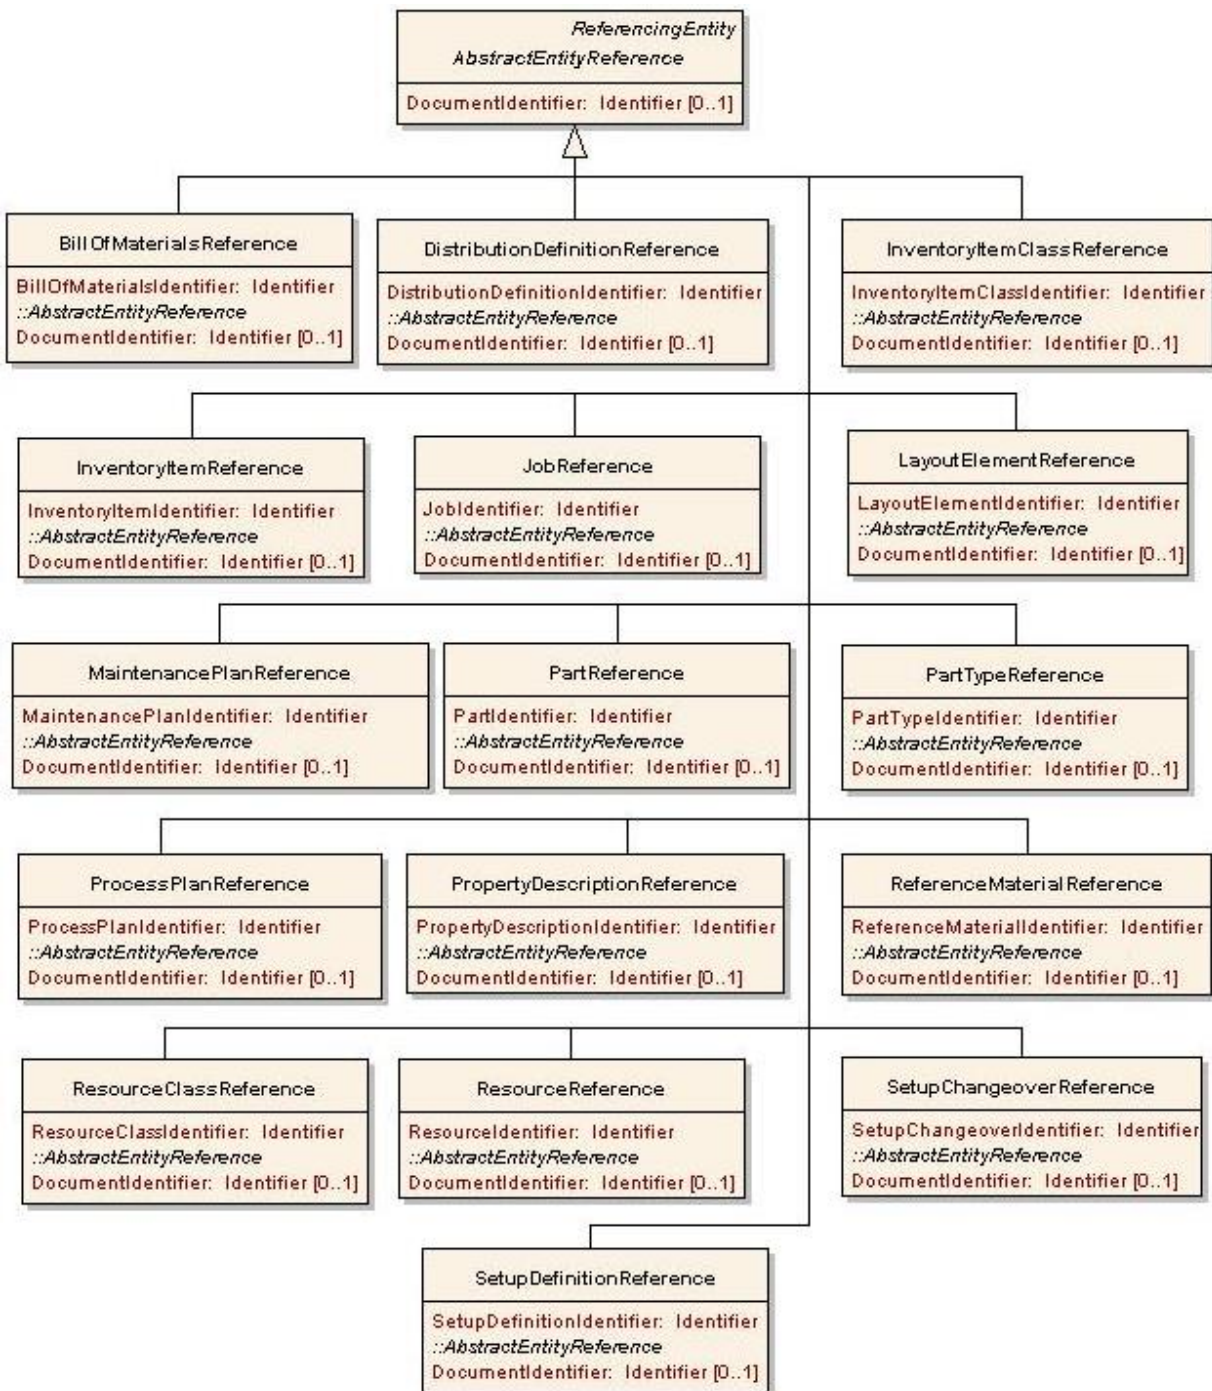 ReferencingEntity
AbstractEntityReference
DocumentIdentifier: Identifier [0..1]
BillOfMaterialsReference
BillOfMaterialsIdentifier: Identifier
::AbstractEntityReference
DocumentIdentifier: Identifier [0..1]
DistributionDefinitionReference
DistributionDefinitionIdentifier: Identifier
::AbstractEntityReference
DocumentIdentifier: Identifier [0..1]
InventoryItemClassReference
InventoryItemClassIdentifier: Identifier
::AbstractEntityReference
DocumentIdentifier: Identifier [0..1]
InventoryItemReference
InventoryItemIdentifier: Identifier
::AbstractEntityReference
DocumentIdentifier: Identifier [0..1]
JobReference
JobIdentifier: Identifier
::AbstractEntityReference
DocumentIdentifier: Identifier [0..1]
LayoutElementReference
LayoutElementIdentifier: Identifier
::AbstractEntityReference
DocumentIdentifier: Identifier [0..1]
MaintenancePlanReference
MaintenancePlanIdentifier: Identifier
::AbstractEntityReference
DocumentIdentifier: Identifier [0..1]
PartReference
PartIdentifier: Identifier
::AbstractEntityReference
DocumentIdentifier: Identifier [0..1]
PartTypeReference
PartTypeIdentifier: Identifier
::AbstractEntityReference
DocumentIdentifier: Identifier [0..1]
ProcessPlanReference
ProcessPlanIdentifier: Identifier
::AbstractEntityReference
DocumentIdentifier: Identifier [0..1]
PropertyDescriptionReference
PropertyDescriptionIdentifier: Identifier
::AbstractEntityReference
DocumentIdentifier: Identifier [0..1]
ReferenceMaterialReference
ReferenceMaterialIdentifier: Identifier
::AbstractEntityReference
DocumentIdentifier: Identifier [0..1]
ResourceClassReference
ResourceClassIdentifier: Identifier
::AbstractEntityReference
DocumentIdentifier: Identifier [0..1]
ResourceReference
ResourceIdentifier: Identifier
::AbstractEntityReference
DocumentIdentifier: Identifier [0..1]
SetupChangeoverReference
SetupChangeoverIdentifier: Identifier
::AbstractEntityReference
DocumentIdentifier: Identifier [0..1]
SetupDefinitionReference
SetupDefinitionIdentifier: Identifier
::AbstractEntityReference
DocumentIdentifier: Identifier [0..1]